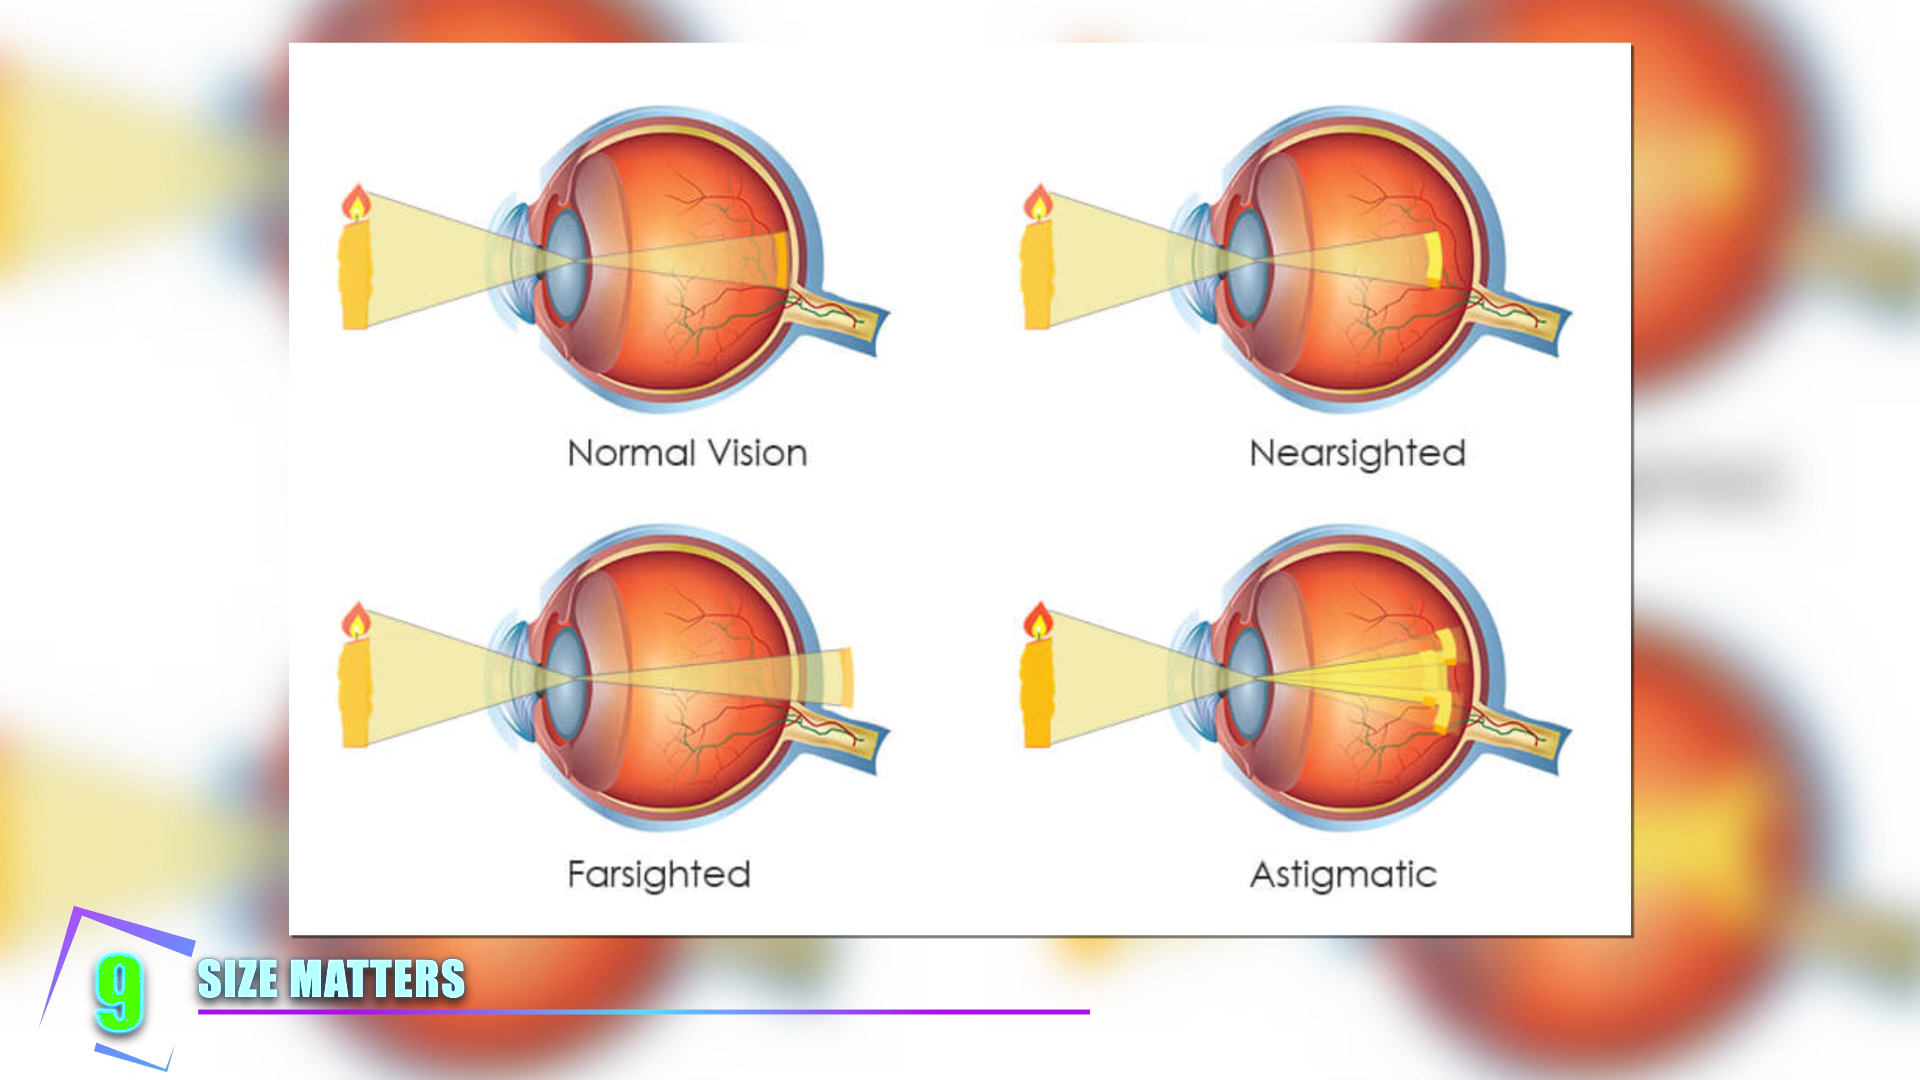 Normal Vision
Nearsighted
Farsighted
Astigmatic
9
SIZE MATTERS